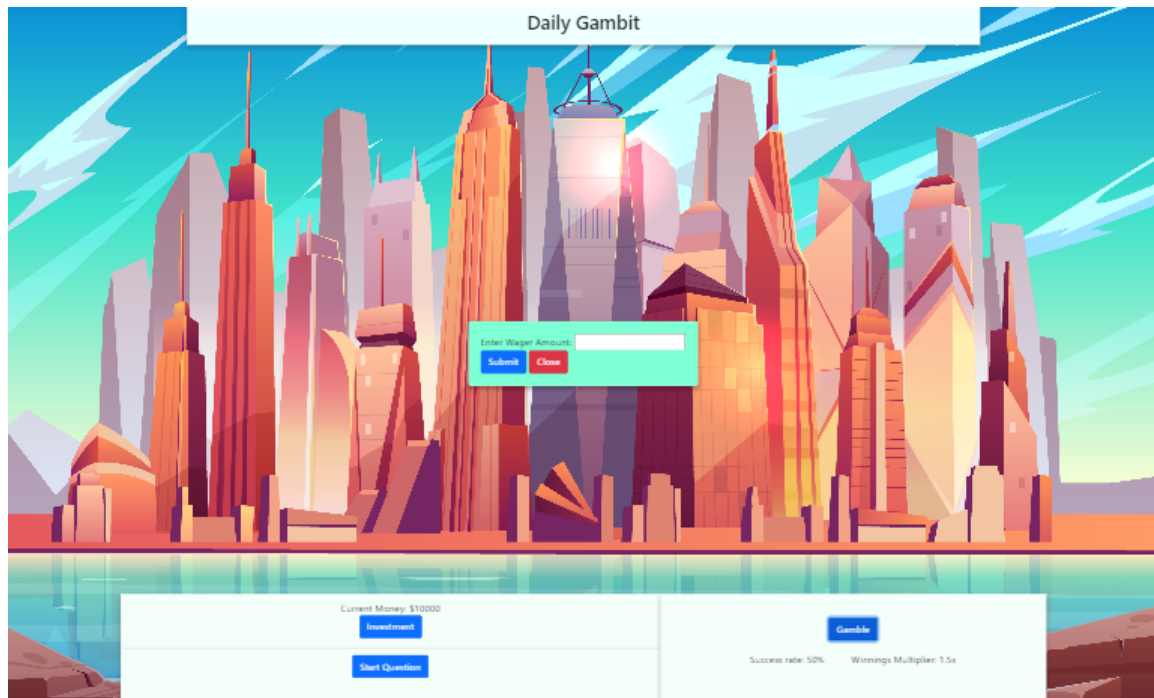 Daily Gambit
Enter Wager Amount:
Submit Close
Current Money: $10000
Investment
Start Question
Gamble
Success rate: 50% Winnings Multiplier: 1.5x